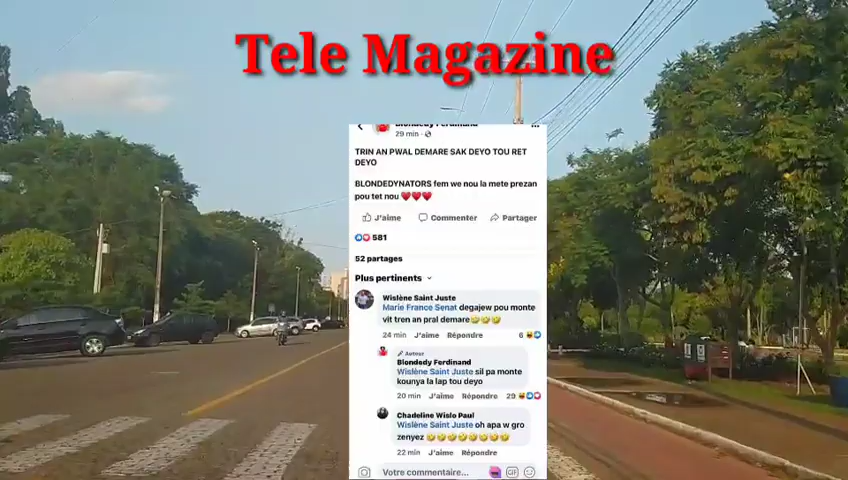 Tele Magazine
Blondedy Ferdinand
29 min
TRIN AN PWAL DEMARE SAK DEYO TOU RET
DEYO
BLONDEDYNATORS fem we nou la mete prezan
pou tet nou ❤️❤️❤️
J'aime Commenter Partager
581
52 partages
Plus pertinents
Wislène Saint Juste
Marie France Senat degajew pou monte
vit tren an pral demare 🤣🤣🤣
24 min J'aime Répondre 6
Auteur
Blondedy Ferdinand
Wislène Saint Juste sil pa monte
kounya la lap tou deyo
20 min J'aime Répondre 29
Chadeline Wislo Paul
Wislène Saint Juste oh apa w gro
zenyez 🤣🤣🤣🤣🤣🤣🤣🤣
22 min J'aime Répondre
Votre commentaire...
GIF